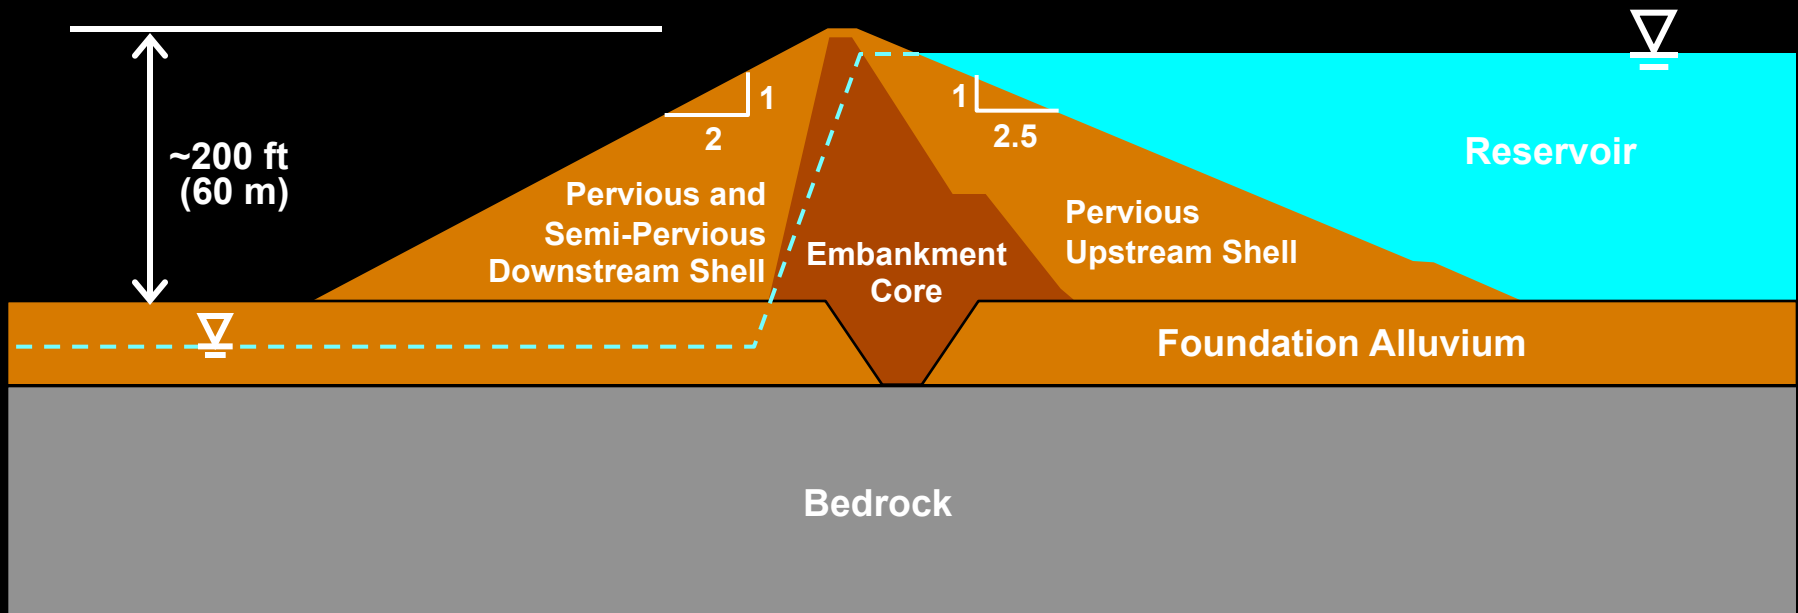 ~200 ft
(60 m)
1
2
1
2.5
Reservoir
Pervious and
Semi-Pervious
Downstream Shell
Embankment
Core
Pervious
Upstream Shell
Foundation Alluvium
Bedrock